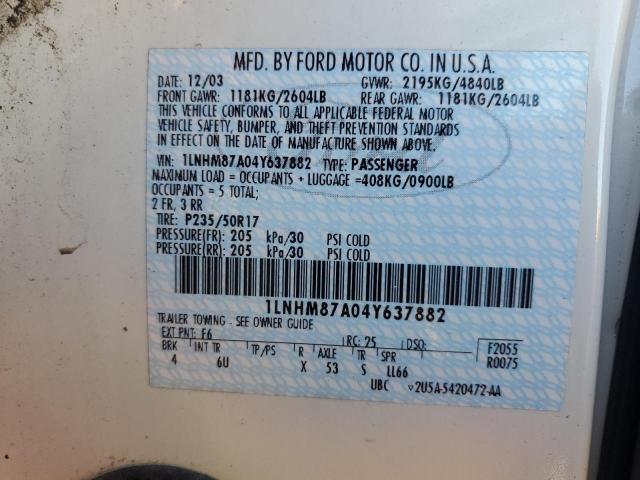 MFD. BY FORD MOTOR CO. IN U.S.A.
DATE: 12/03 GVWR: 2195KG/4840LB
FRONT GAWR: 1181KG/2604LB REAR GAWR: 1181KG/2604LB
THIS VEHICLE CONFORMS TO ALL APPLICABLE FEDERAL MOTOR
VEHICLE SAFETY, BUMPER, AND THEFT PREVENTION STANDARDS
IN EFFECT ON THE DATE OF MANUFACTURE SHOWN ABOVE.
VIN: 1LNHM87A04Y637882 TYPE: PASSENGER
MAXIMUM LOAD = OCCUPANTS + LUGGAGE =408KG/0900LB
OCCUPANTS = 5 TOTAL;
2 FR, 3 RR
TIRE: P235/50R17
PRESSURE(FR): 205 kPa/30 PSI COLD
PRESSURE(RR): 205 kPa/30 PSI COLD
1LNHM87A04Y637882
TRAILER TOWING - SEE OWNER GUIDE
EXT PNT: F6 RC: 25 DSO: F2055
BRK INT TR TP/PS R AXLE TR SPR R0075
4 6U X 53 S LL66
UBC ▽2U5A-5420472-AA